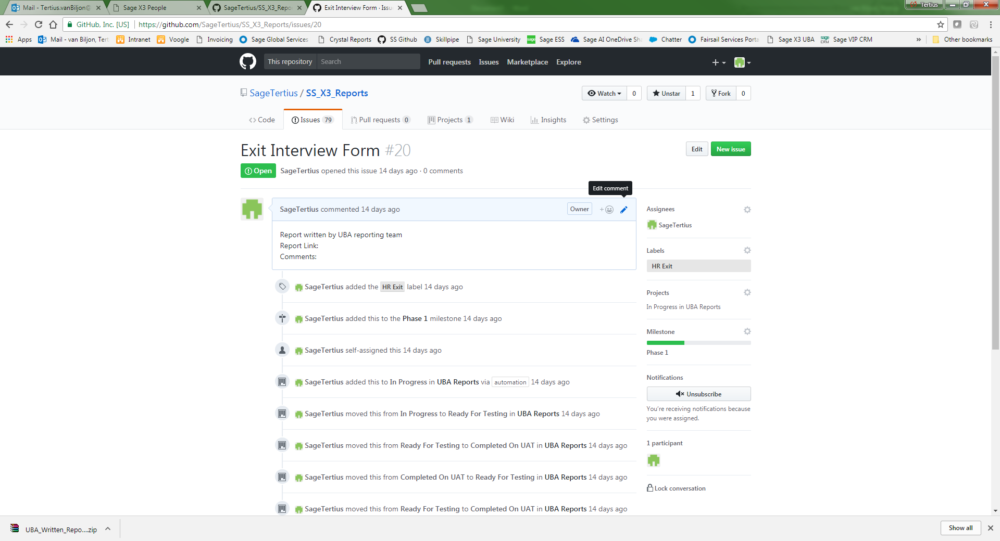 Mail - Tertius.vanBiljon@
Sage X3 People
SageTertius/SS_X3_Repo
Exit Interview Form · Issu
Tertius
GitHub, Inc. [US]
https://github.com/SageTertius/SS_X3_Reports/issues/20
Apps
Mail - van Biljon, Tert
Intranet
Voogle
Invoicing
Sage Global Services
Crystal Reports
SS Github
Skillpipe
Sage University
Sage ESS
Sage AI OneDrive Sha
Chatter
Fairsail Services Porta
Sage X3 UBA
Sage VIP CRM
»
Other bookmarks
This repository
Search
Pull requests
Issues
Marketplace
Explore
SageTertius / SS_X3_Reports
Watch 0
Unstar 1
Fork 0
Code
Issues 79
Pull requests 0
Projects 1
Wiki
Insights
Settings
Exit Interview Form #20
Edit
New issue
Open
SageTertius opened this issue 14 days ago · 0 comments
Edit comment
SageTertius commented 14 days ago
Owner
Report written by UBA reporting team
Report Link:
Comments:
SageTertius added the HR Exit label 14 days ago
SageTertius added this to the Phase 1 milestone 14 days ago
SageTertius self-assigned this 14 days ago
SageTertius added this to In Progress in UBA Reports via automation 14 days ago
SageTertius moved this from In Progress to Ready For Testing in UBA Reports 14 days ago
SageTertius moved this from Ready For Testing to Completed On UAT in UBA Reports 14 days ago
SageTertius moved this from Completed On UAT to Ready For Testing in UBA Reports 14 days ago
SageTertius moved this from Ready For Testing to Completed On UAT in UBA Reports 14 days ago
Assignees
SageTertius
Labels
HR Exit
Projects
In Progress in UBA Reports
Milestone
Phase 1
Notifications
Unsubscribe
You're receiving notifications because
you were assigned.
1 participant
Lock conversation
UBA_Written_Repo....zip
Show all